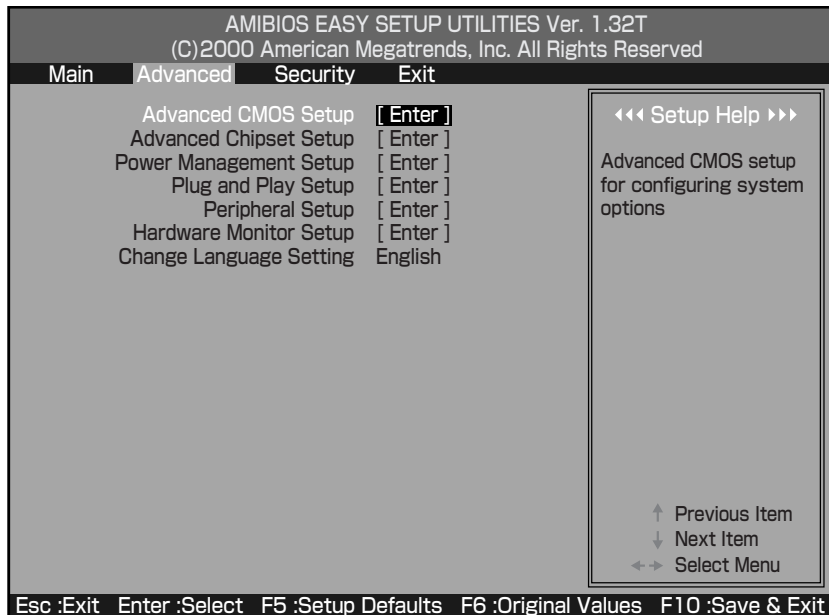 AMIBIOS EASY SETUP UTILITIES Ver. 1.32T
(C)2000 American Megatrends, Inc. All Rights Reserved
Main Advanced Security Exit
Advanced CMOS Setup [ Enter ]
Advanced Chipset Setup [ Enter ]
Power Management Setup [ Enter ]
Plug and Play Setup [ Enter ]
Peripheral Setup [ Enter ]
Hardware Monitor Setup [ Enter ]
Change Language Setting English
Setup Help
Advanced CMOS setup
for configuring system
options
Previous Item
Next Item
Select Menu
Esc :Exit Enter :Select F5 :Setup Defaults F6 :Original Values F10 :Save & Exit